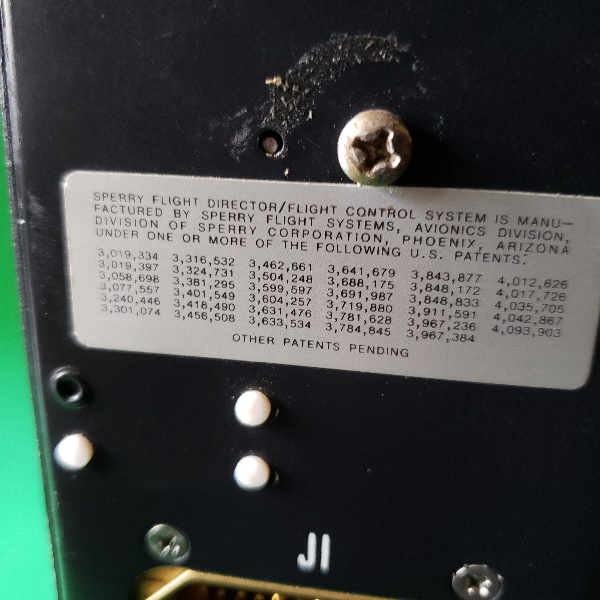 SPERRY FLIGHT DIRECTOR/FLIGHT CONTROL SYSTEM IS MANU-
FACTURED BY SPERRY FLIGHT SYSTEMS, AVIONICS DIVISION,
DIVISION OF SPERRY CORPORATION, PHOENIX, ARIZONA
UNDER ONE OR MORE OF THE FOLLOWING U.S. PATENTS:
3,019,334 3,316,532 3,462,661 3,641,679 3,843,877 4,012,626
3,019,397 3,324,731 3,504,248 3,688,175 3,848,172 4,017,726
3,058,698 3,381,295 3,599,597 3,691,987 3,848,833 4,035,705
3,077,557 3,401,549 3,604,257 3,719,880 3,911,591 4,042,867
3,240,446 3,418,490 3,631,476 3,781,628 3,967,236 4,093,903
3,301,074 3,456,508 3,633,534 3,784,845 3,967,384
OTHER PATENTS PENDING
J1